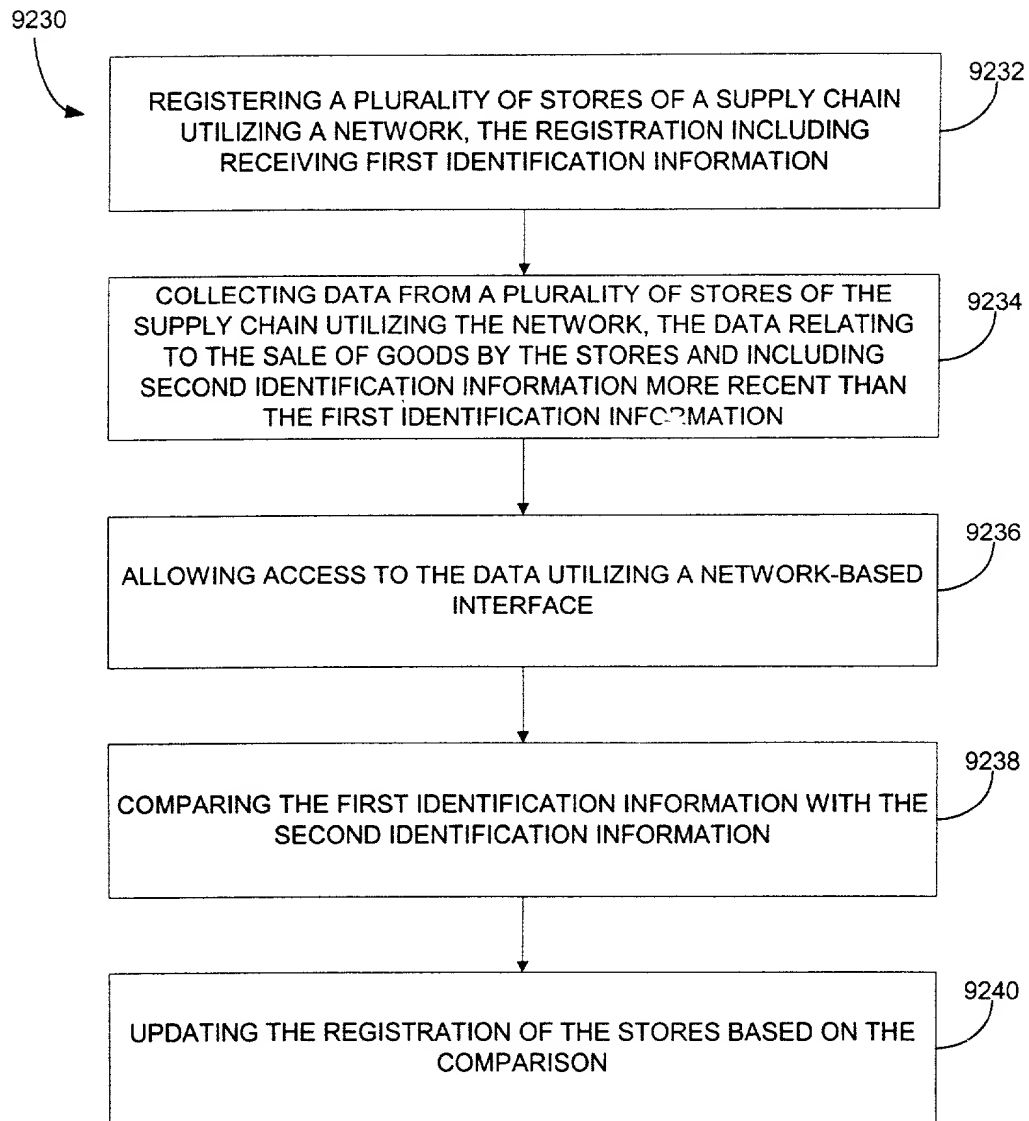 9230
9232
REGISTERING A PLURALITY OF STORES OF A SUPPLY CHAIN
UTILIZING A NETWORK, THE REGISTRATION INCLUDING
RECEIVING FIRST IDENTIFICATION INFORMATION
9234
COLLECTING DATA FROM A PLURALITY OF STORES OF THE
SUPPLY CHAIN UTILIZING THE NETWORK, THE DATA RELATING
TO THE SALE OF GOODS BY THE STORES AND INCLUDING
SECOND IDENTIFICATION INFORMATION MORE RECENT THAN
THE FIRST IDENTIFICATION INFORMATION
9236
ALLOWING ACCESS TO THE DATA UTILIZING A NETWORK-BASED
INTERFACE
9238
COMPARING THE FIRST IDENTIFICATION INFORMATION WITH THE
SECOND IDENTIFICATION INFORMATION
9240
UPDATING THE REGISTRATION OF THE STORES BASED ON THE
COMPARISON